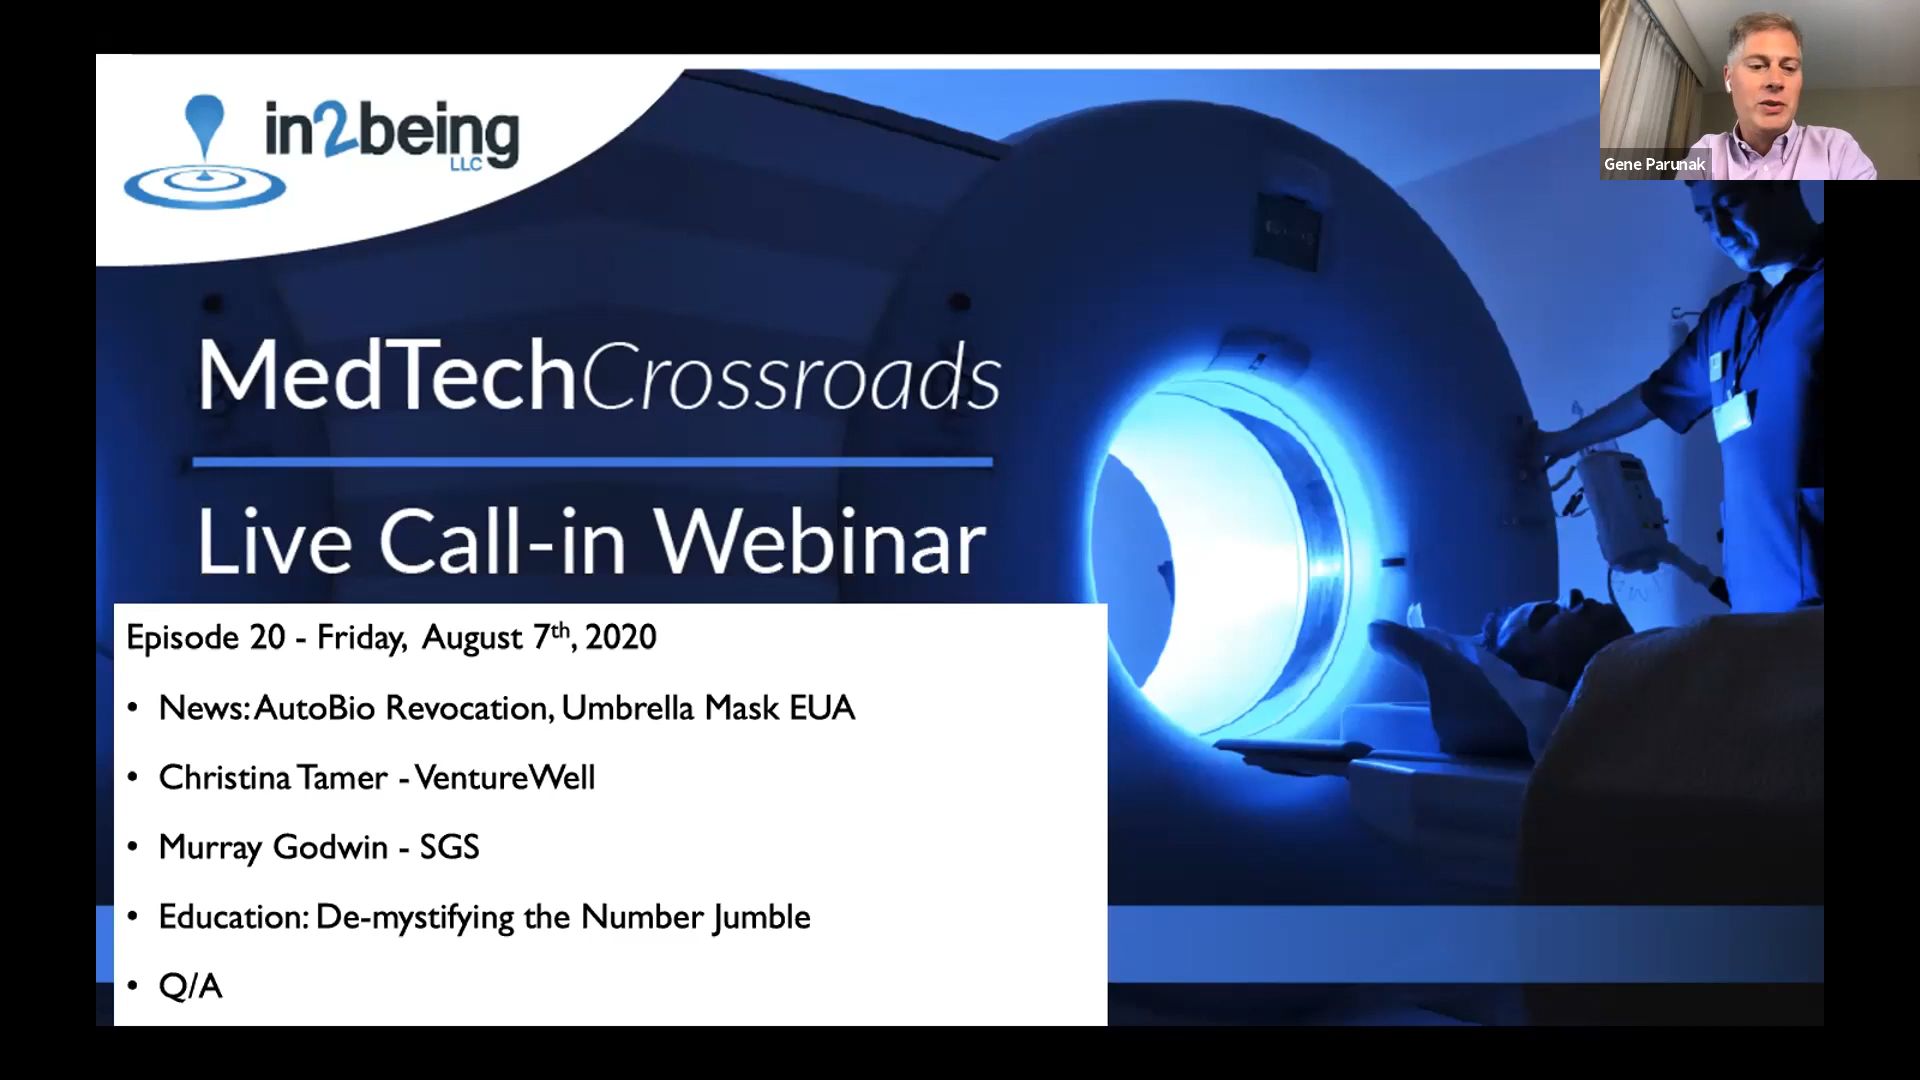 in2being
LLC
Gene Parunak
MedTechCrossroads
Live Call-in Webinar
Episode 20 - Friday, August 7th, 2020
• News: AutoBio Revocation, Umbrella Mask EUA
• Christina Tamer - VentureWell
• Murray Godwin - SGS
• Education: De-mystifying the Number Jumble
• Q/A